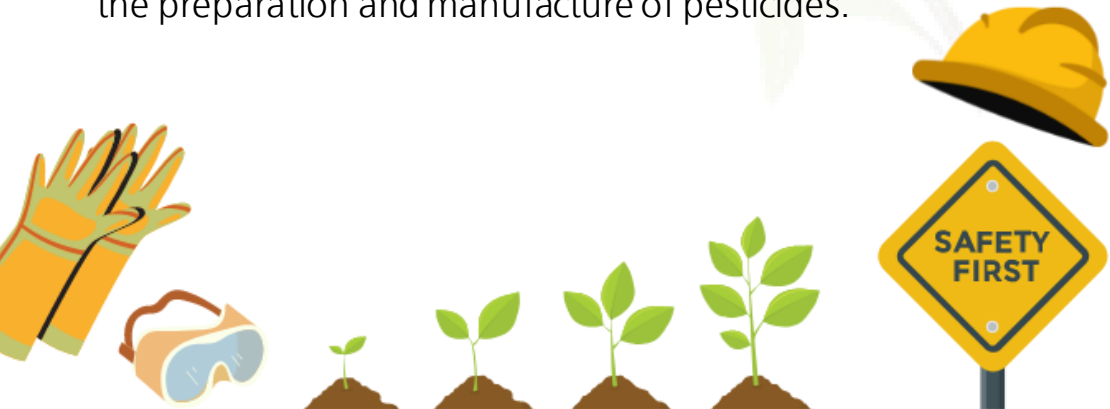 the preparation and manufacture of pesticides.
SAFETY
FIRST